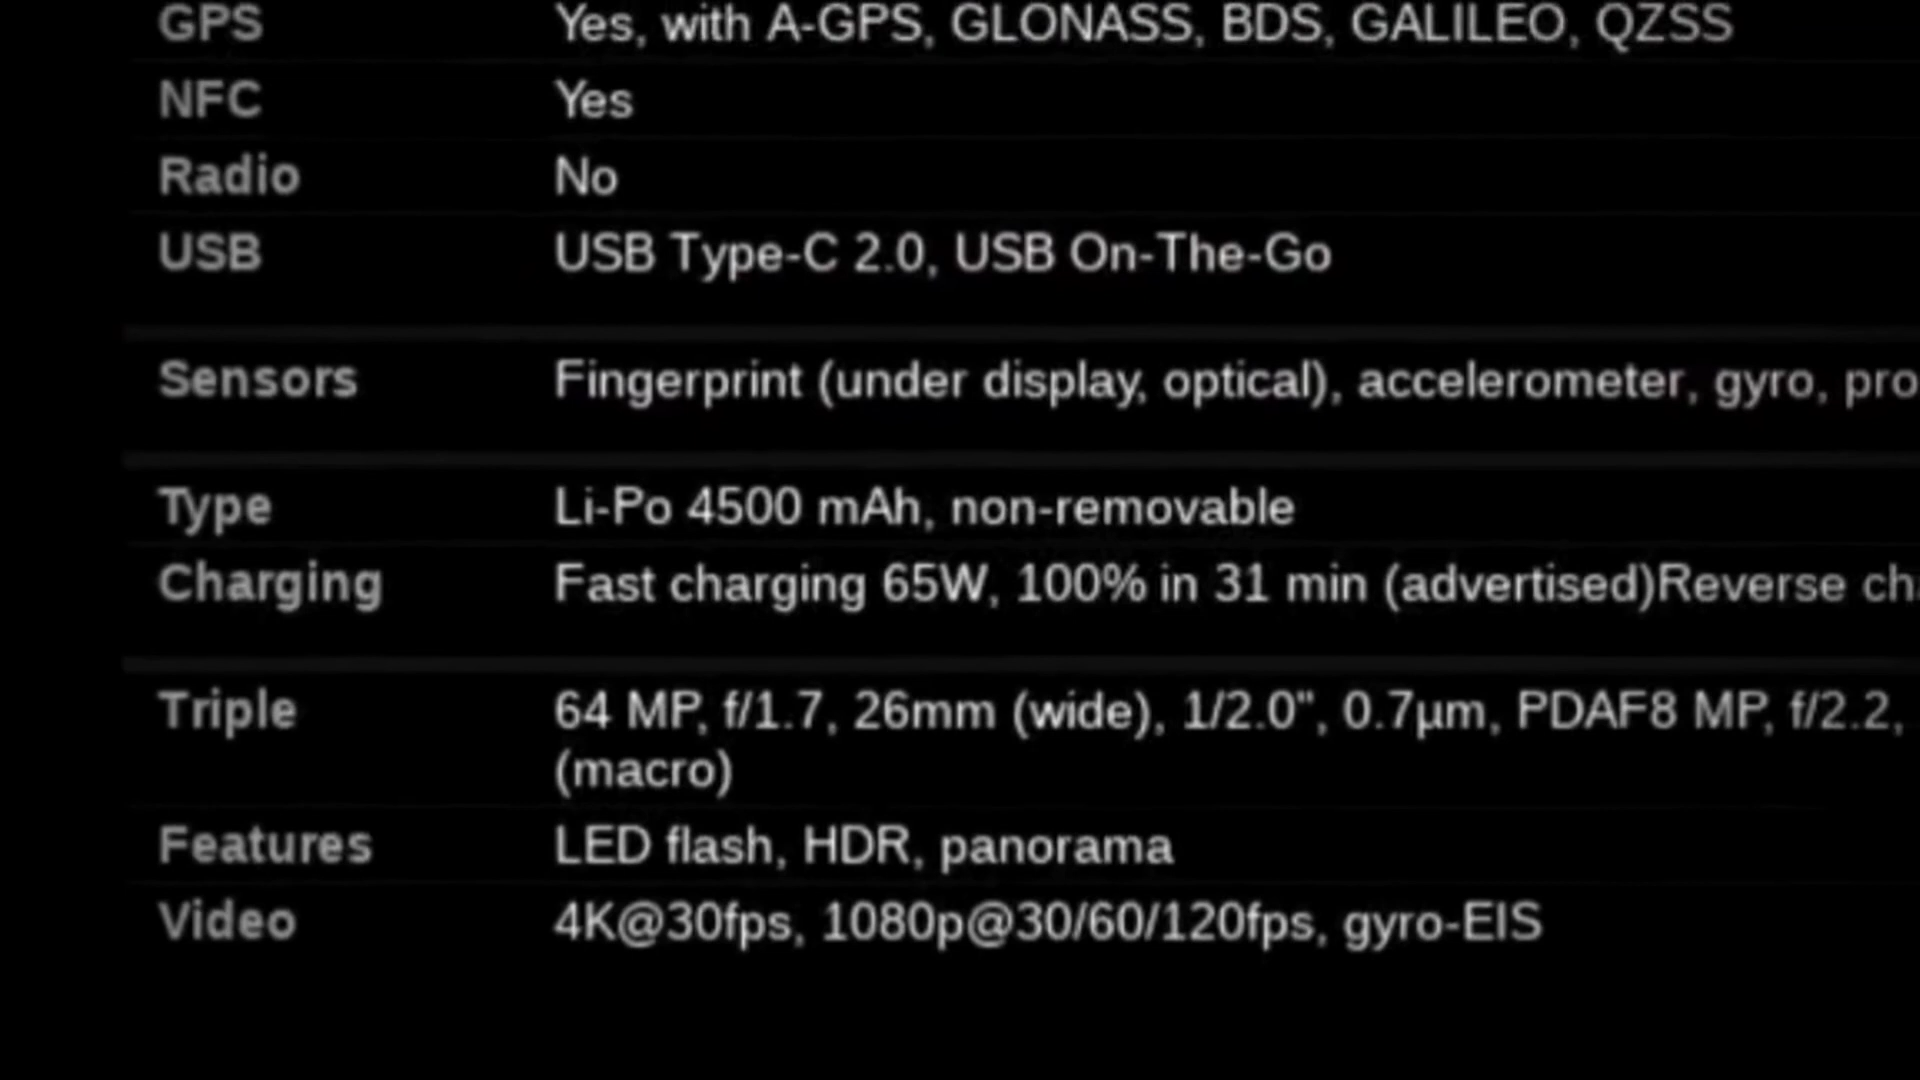 GPS Yes, with A-GPS, GLONASS, BDS, GALILEO, QZSS
NFC Yes
Radio No
USB USB Type-C 2.0, USB On-The-Go
Sensors Fingerprint (under display, optical), accelerometer, gyro, pro
Type Li-Po 4500 mAh, non-removable
Charging Fast charging 65W, 100% in 31 min (advertised)Reverse ch
Triple 64 MP, f/1.7, 26mm (wide), 1/2.0", 0.7µm, PDAF8 MP, f/2.2,
(macro)
Features LED flash, HDR, panorama
Video 4K@30fps, 1080p@30/60/120fps, gyro-EIS